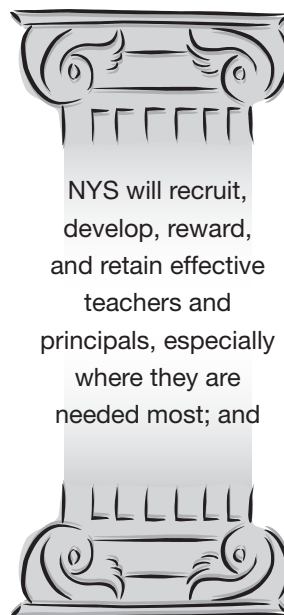 NYS will recruit,
develop, reward,
and retain effective
teachers and
principals, especially
where they are
needed most; and